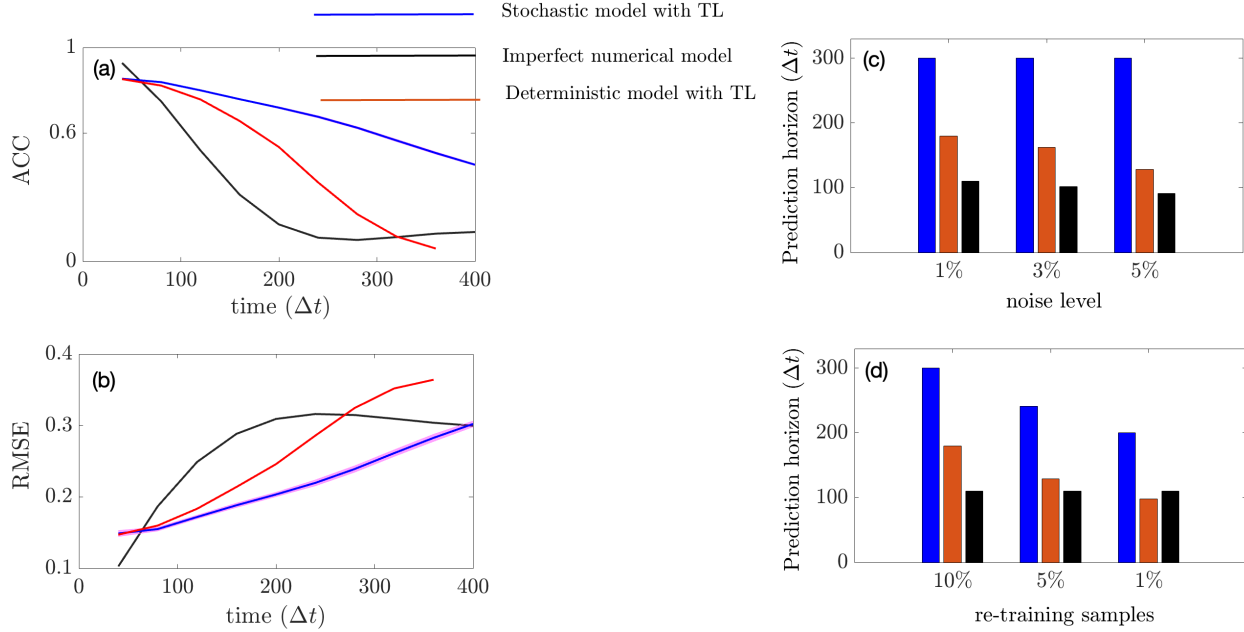 Stochastic model with TL
Imperfect numerical model
Deterministic model with TL
(a)
ACC
1
0.6
0
0
100
200
300
400
time (Δt)
(b)
RMSE
0.4
0.3
0.2
0.1
0
100
200
300
400
time (Δt)
(c)
Prediction horizon (Δt)
300
200
100
0
1%
3%
5%
noise level
(d)
Prediction horizon (Δt)
300
200
100
0
10%
5%
1%
re-training samples